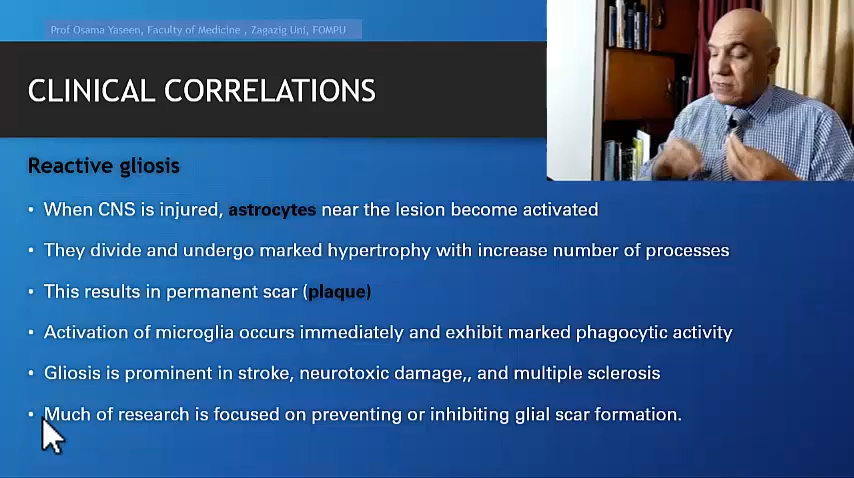 Prof Osama Yaseen, Faculty of Medicine , Zagazig Uni, FOMPU
CLINICAL CORRELATIONS
Reactive gliosis
• When CNS is injured, astrocytes near the lesion become activated
• They divide and undergo marked hypertrophy with increase number of processes
• This results in permanent scar (plaque)
• Activation of microglia occurs immediately and exhibit marked phagocytic activity
• Gliosis is prominent in stroke, neurotoxic damage,, and multiple sclerosis
• Much of research is focused on preventing or inhibiting glial scar formation.